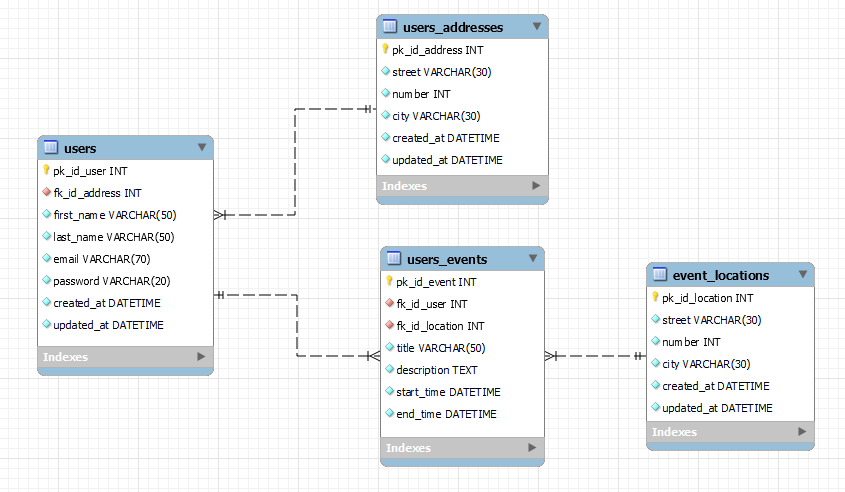 users_addresses
pk_id_address INT
street VARCHAR(30)
number INT
city VARCHAR(30)
created_at DATETIME
updated_at DATETIME
Indexes
users
pk_id_user INT
fk_id_address INT
first_name VARCHAR(50)
last_name VARCHAR(50)
email VARCHAR(70)
password VARCHAR(20)
created_at DATETIME
updated_at DATETIME
Indexes
users_events
pk_id_event INT
fk_id_user INT
fk_id_location INT
title VARCHAR(50)
description TEXT
start_time DATETIME
end_time DATETIME
Indexes
event_locations
pk_id_location INT
street VARCHAR(30)
number INT
city VARCHAR(30)
created_at DATETIME
updated_at DATETIME
Indexes